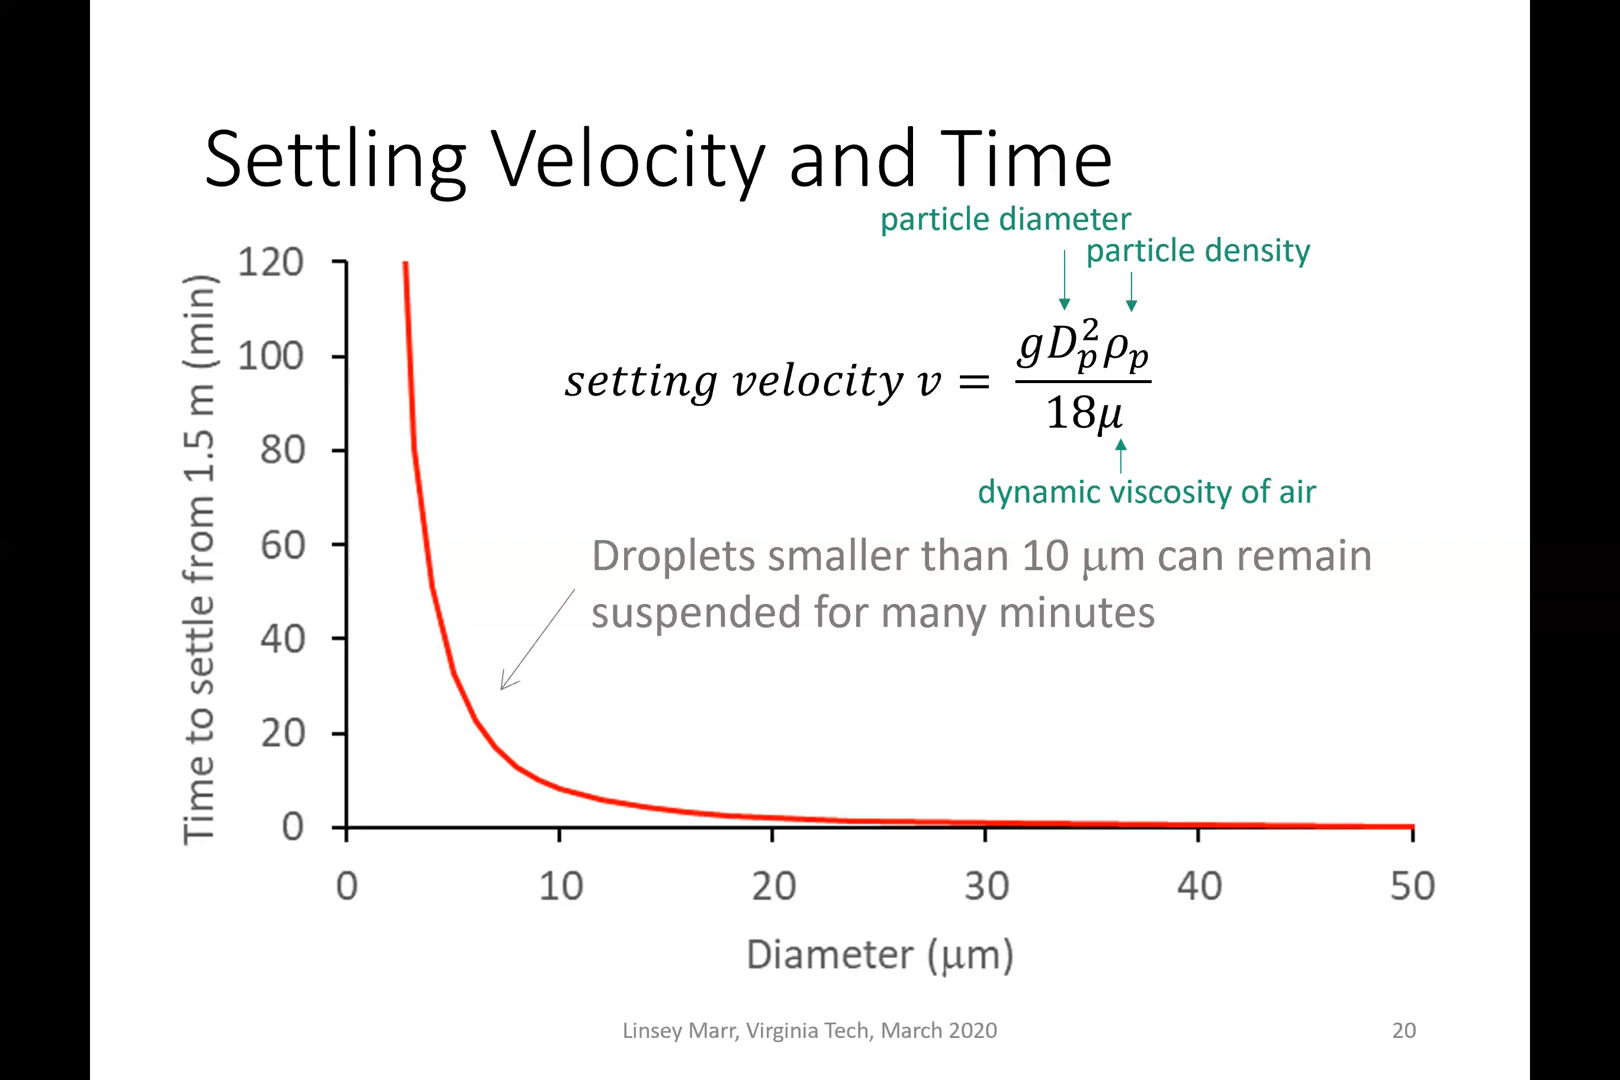 Settling Velocity and Time
particle diameter
particle density
setting velocity v = gD_p^2ρ_p / 18μ
dynamic viscosity of air
Droplets smaller than 10 μm can remain
suspended for many minutes
Time to settle from 1.5 m (min)
120
100
80
60
40
20
0
0 10 20 30 40 50
Diameter (μm)
Linsey Marr, Virginia Tech, March 2020
20